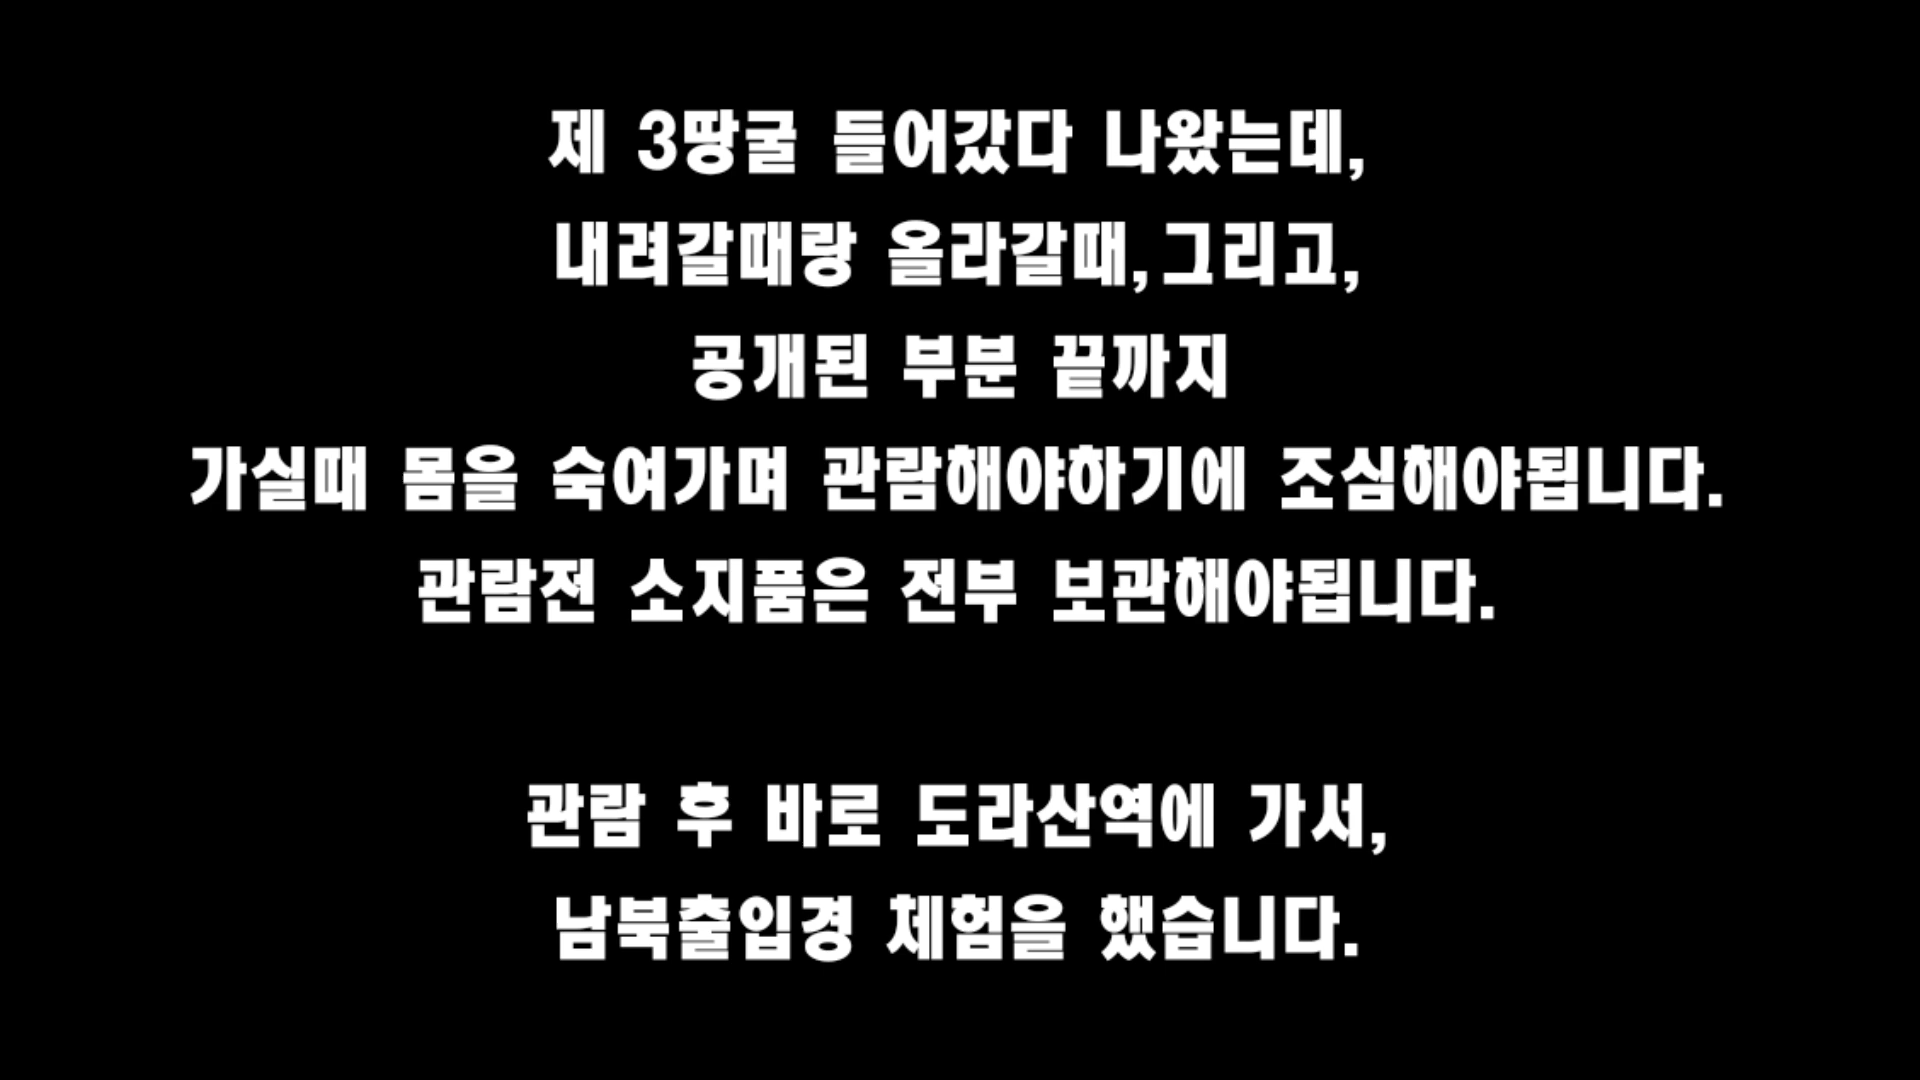 제 3땅굴 들어갔다 나왔는데,
내려갈때랑 올라갈때,그리고,
공개된 부분 끝까지
가실때 몸을 숙여가며 관람해야하기에 조심해야됩니다.
관람전 소지품은 전부 보관해야됩니다.
관람 후 바로 도라산역에 가서,
남북출입경 체험을 했습니다.